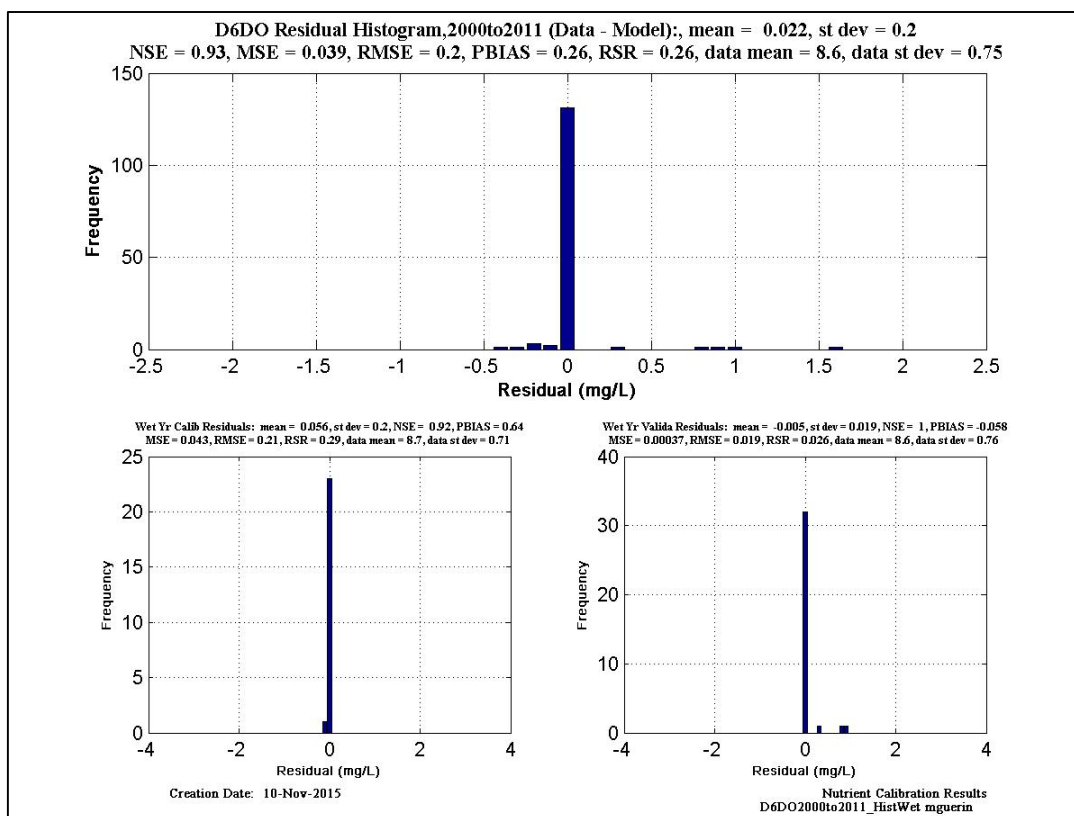 D6DO Residual Histogram,2000to2011 (Data - Model):, mean = 0.022, st dev = 0.2
NSE = 0.93, MSE = 0.039, RMSE = 0.2, PBIAS = 0.26, RSR = 0.26, data mean = 8.6, data st dev = 0.75
150
100
50
0
Frequency
-2.5 -2 -1.5 -1 -0.5 0 0.5 1 1.5 2 2.5
Residual (mg/L)
Wet Yr Calib Residuals: mean = 0.056, st dev = 0.2, NSE = 0.92, PBIAS = 0.64
MSE = 0.043, RMSE = 0.21, RSR = 0.29, data mean = 8.7, data st dev = 0.71
25
20
15
10
5
0
Frequency
-4 -2 0 2 4
Residual (mg/L)
Wet Yr Valida Residuals: mean = -0.005, st dev = 0.019, NSE = 1, PBIAS = -0.058
MSE = 0.00037, RMSE = 0.019, RSR = 0.026, data mean = 8.6, data st dev = 0.76
40
30
20
10
0
Frequency
-4 -2 0 2 4
Residual (mg/L)
Creation Date: 10-Nov-2015
Nutrient Calibration Results
D6DO2000to2011_HistWet mguerin